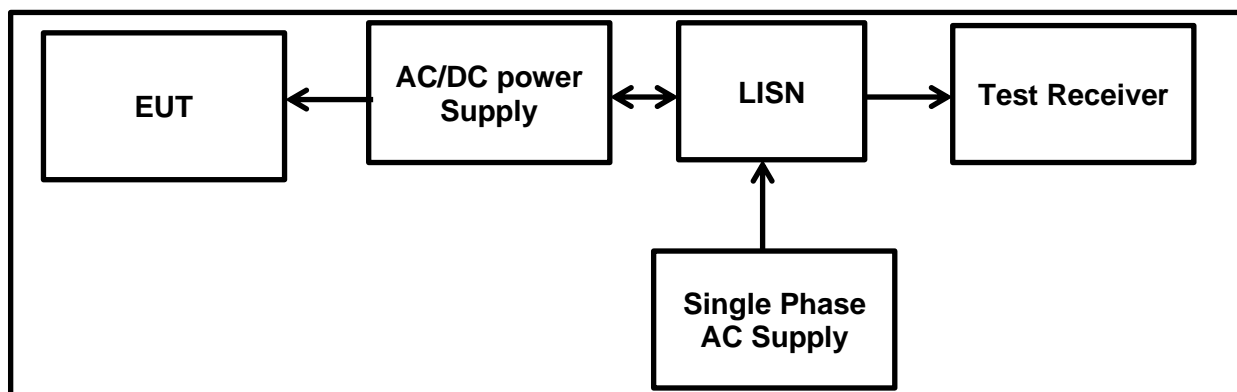 EUT
AC/DC power
Supply
LISN
Test Receiver
Single Phase
AC Supply